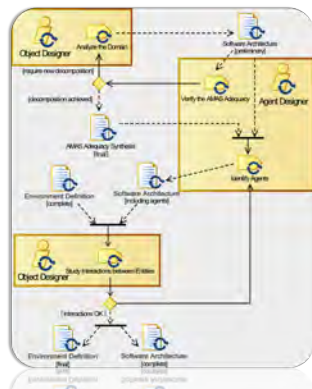 Object Designer
Analyze the Domain
Software Architecture
[preliminary]
[require new decomposition]
[decomposition achieved]
Verify the AMAS Adequacy
Agent Designer
AMAS Adequacy Synthesis
[final]
Identify Agents
Environment Definition
[complete]
Software Architecture
[including agents]
Object Designer
Study Interactions between Entities
[ Interactions OK ]
Environment Definition
[final]
Software Architecture
[complete]